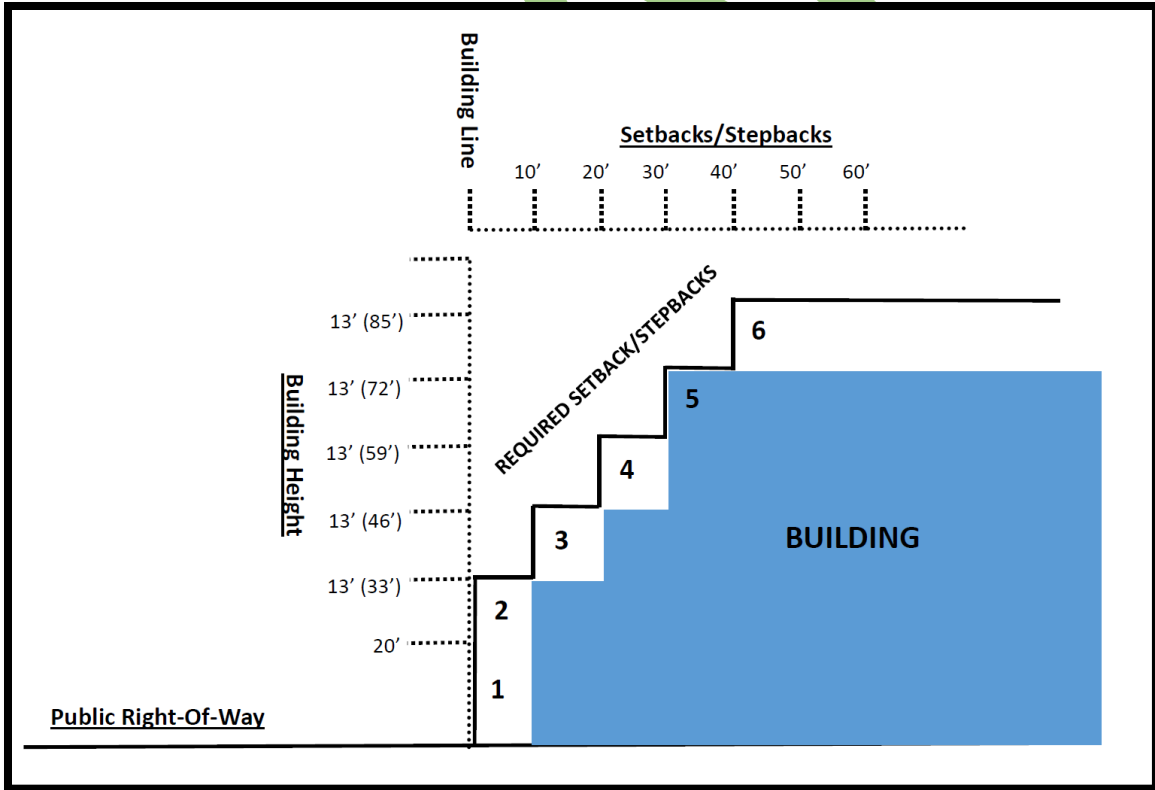 Building Line
Setbacks/Stepbacks
10’ 20’ 30’ 40’ 50’ 60’
REQUIRED SETBACK/STEPBACKS
Building Height
13’ (85’)
13’ (72’)
13’ (59’)
13’ (46’)
13’ (33’)
20’
6
5
4
3
2
1
BUILDING
Public Right-Of-Way